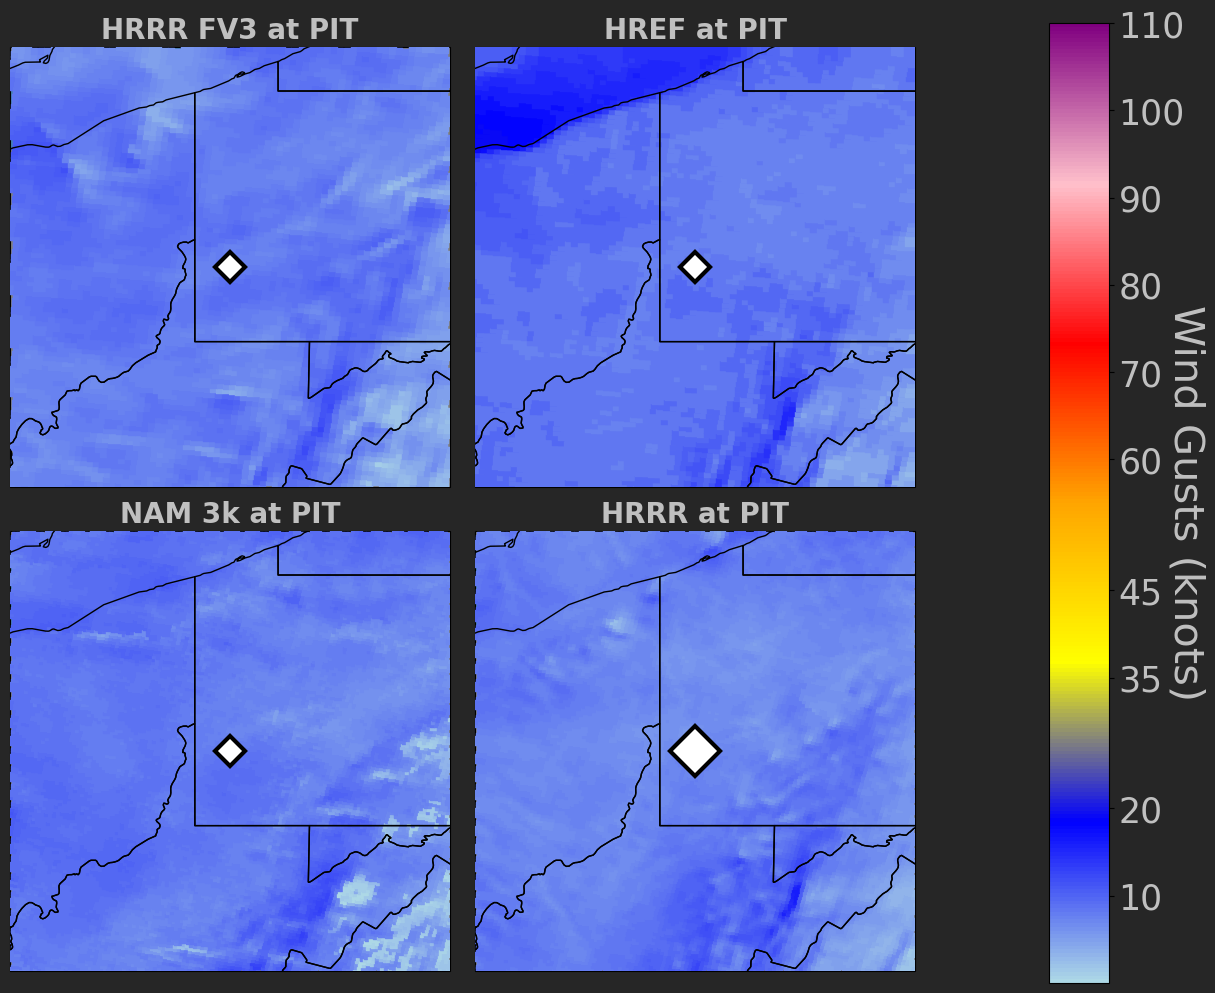 HRRR FV3 at PIT
HREF at PIT
NAM 3k at PIT
HRRR at PIT
110
100
90
80
70
60
45
35
20
10
Wind Gusts (knots)